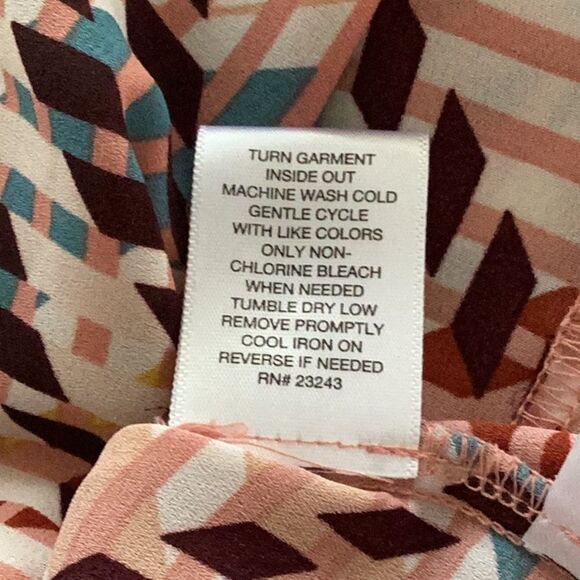 TURN GARMENT
INSIDE OUT
MACHINE WASH COLD
GENTLE CYCLE
WITH LIKE COLORS
ONLY NON-
CHLORINE BLEACH
WHEN NEEDED
TUMBLE DRY LOW
REMOVE PROMPTLY
COOL IRON ON
REVERSE IF NEEDED
RN# 23243